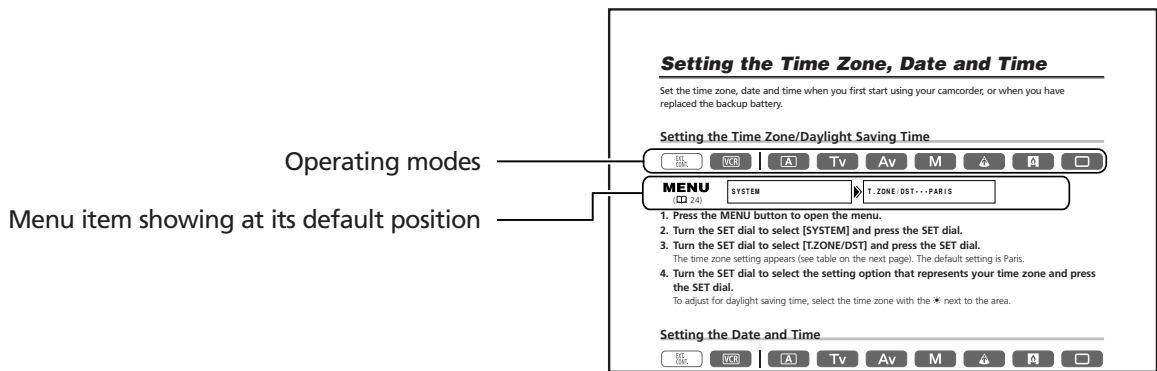 Setting the Time Zone, Date and Time
Set the time zone, date and time when you first start using your camcorder, or when you have
replaced the backup battery.
Setting the Time Zone/Daylight Saving Time
Operating modes
EXT. CONT. VCR A Tv Av M
Menu item showing at its default position
MENU SYSTEM T.ZONE/DST···PARIS
( 24)
1. Press the MENU button to open the menu.
2. Turn the SET dial to select [SYSTEM] and press the SET dial.
3. Turn the SET dial to select [T.ZONE/DST] and press the SET dial.
The time zone setting appears (see table on the next page). The default setting is Paris.
4. Turn the SET dial to select the setting option that represents your time zone and press
the SET dial.
To adjust for daylight saving time, select the time zone with the ☀ next to the area.
Setting the Date and Time
EXT. CONT. VCR A Tv Av M